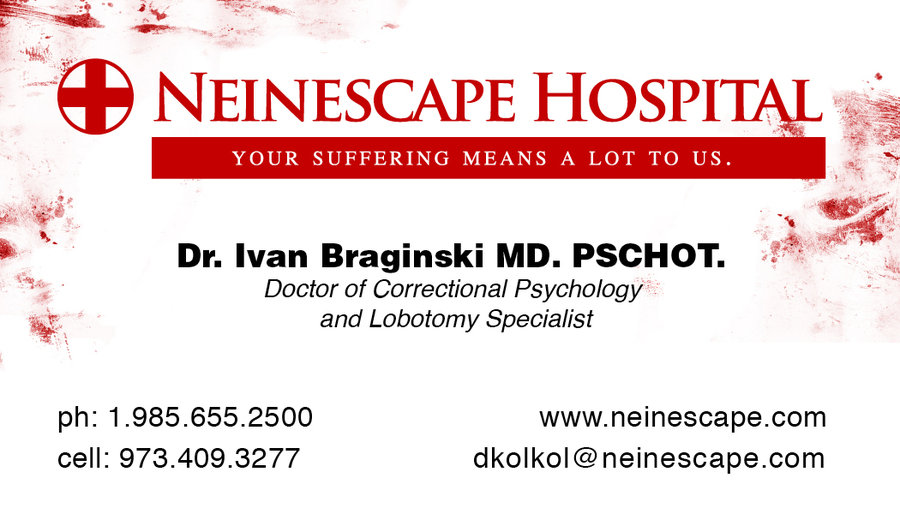 NEINESCAPE HOSPITAL
YOUR SUFFERING MEANS A LOT TO US.
Dr. Ivan Braginski MD. PSCHOT.
Doctor of Correctional Psychology
and Lobotomy Specialist
ph: 1.985.655.2500
www.neinescape.com
cell: 973.409.3277
dkolkol@neinescape.com